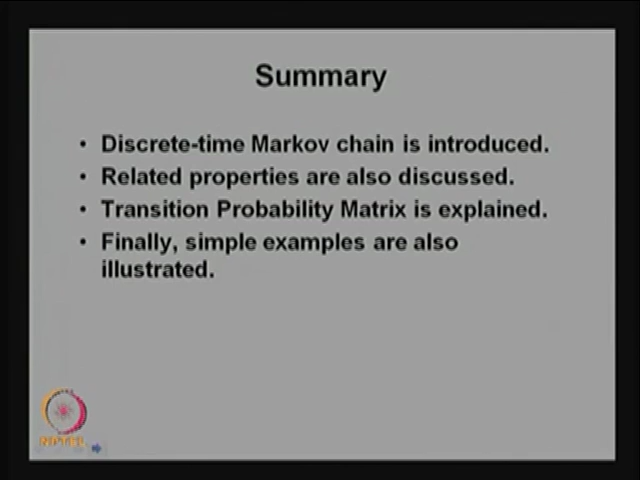 Summary
• Discrete-time Markov chain is introduced.
• Related properties are also discussed.
• Transition Probability Matrix is explained.
• Finally, simple examples are also
illustrated.
NPTEL